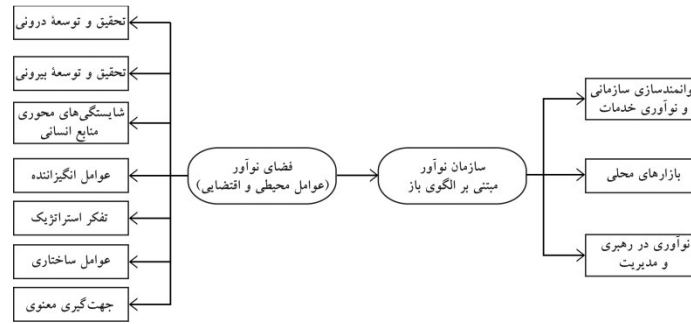 تحقیق و توسعهٔ درونی
تحقیق و توسعهٔ بیرونی
شایستگی‌های محوری
منابع انسانی
عوامل انگیزاننده
تفکر استراتژیک
عوامل ساختاری
جهت‌گیری معنوی
فضای نوآور
(عوامل محیطی و اقتضایی)
سازمان نوآور
مبتنی بر الگوی باز
وانمندسازی سازمانی
و نوآوری خدمات
بازارهای محلی
نوآوری در رهبری
و مدیریت